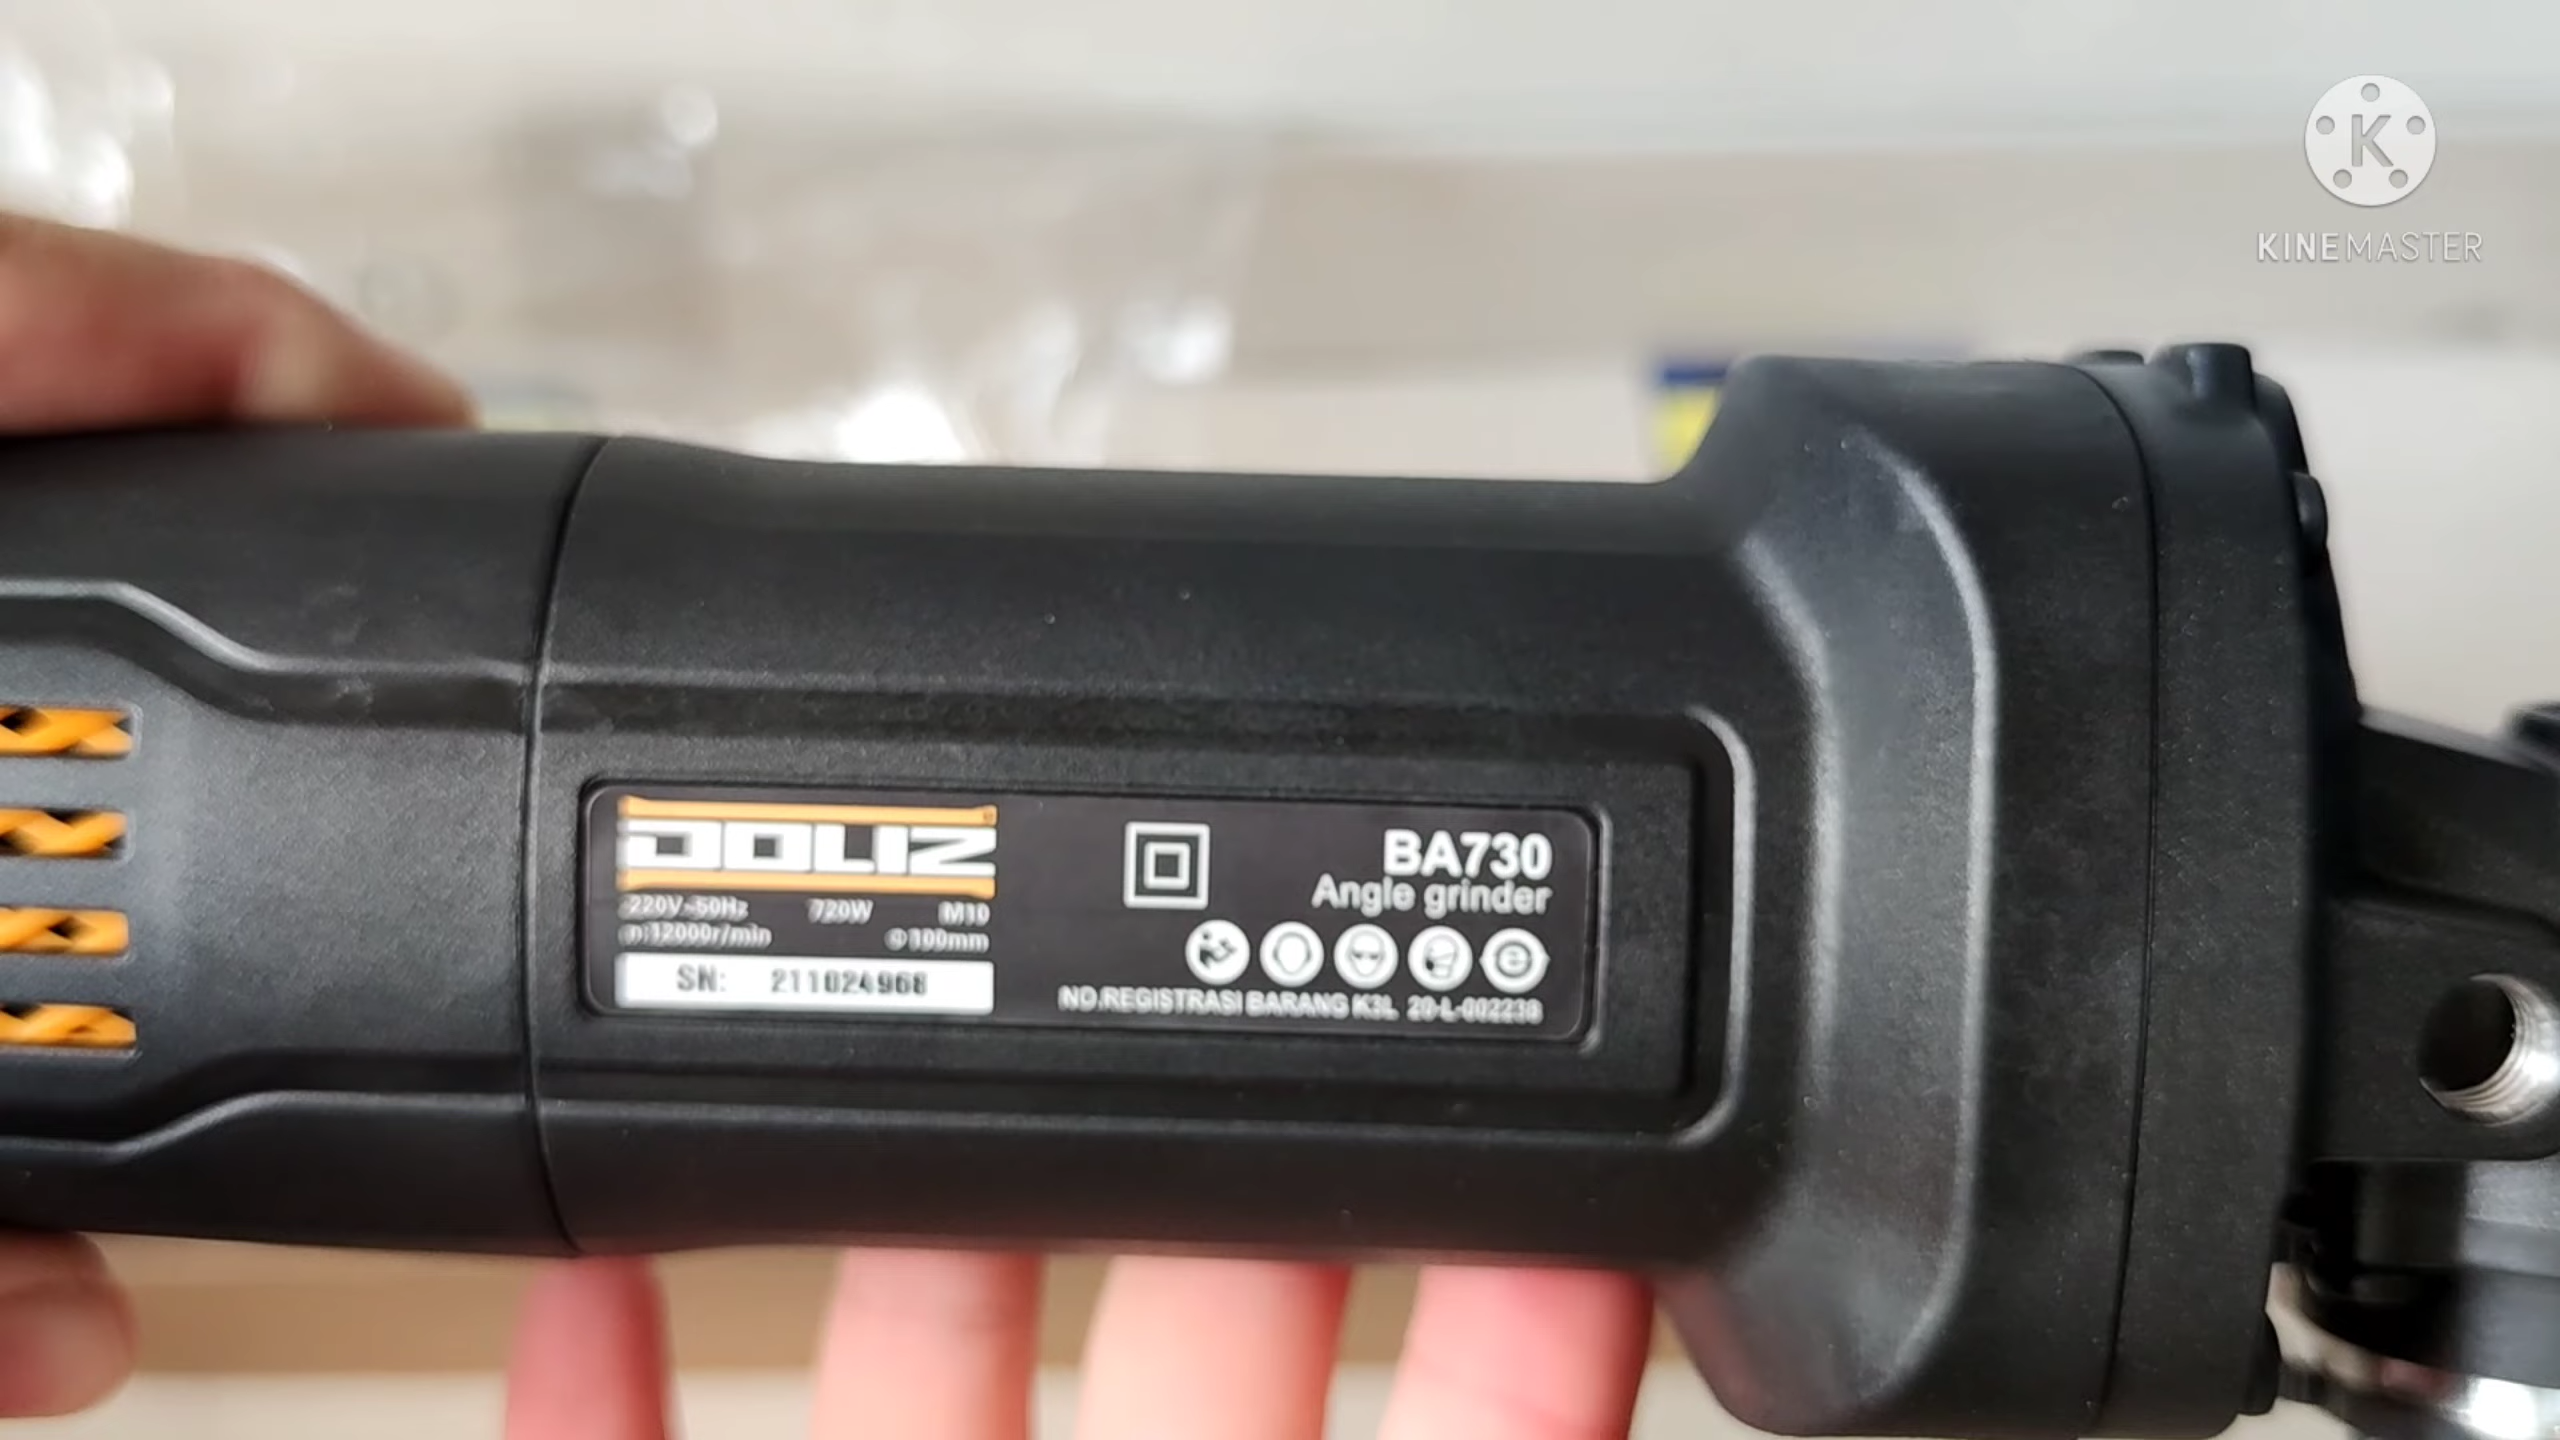 K
KINEMASTER
DOLIZ
220V~50Hz 720W M10
n:12000r/min Φ100mm
SN: 211024968
BA730
Angle grinder
NO.REGISTRASI BARANG K3L 20-L-002238